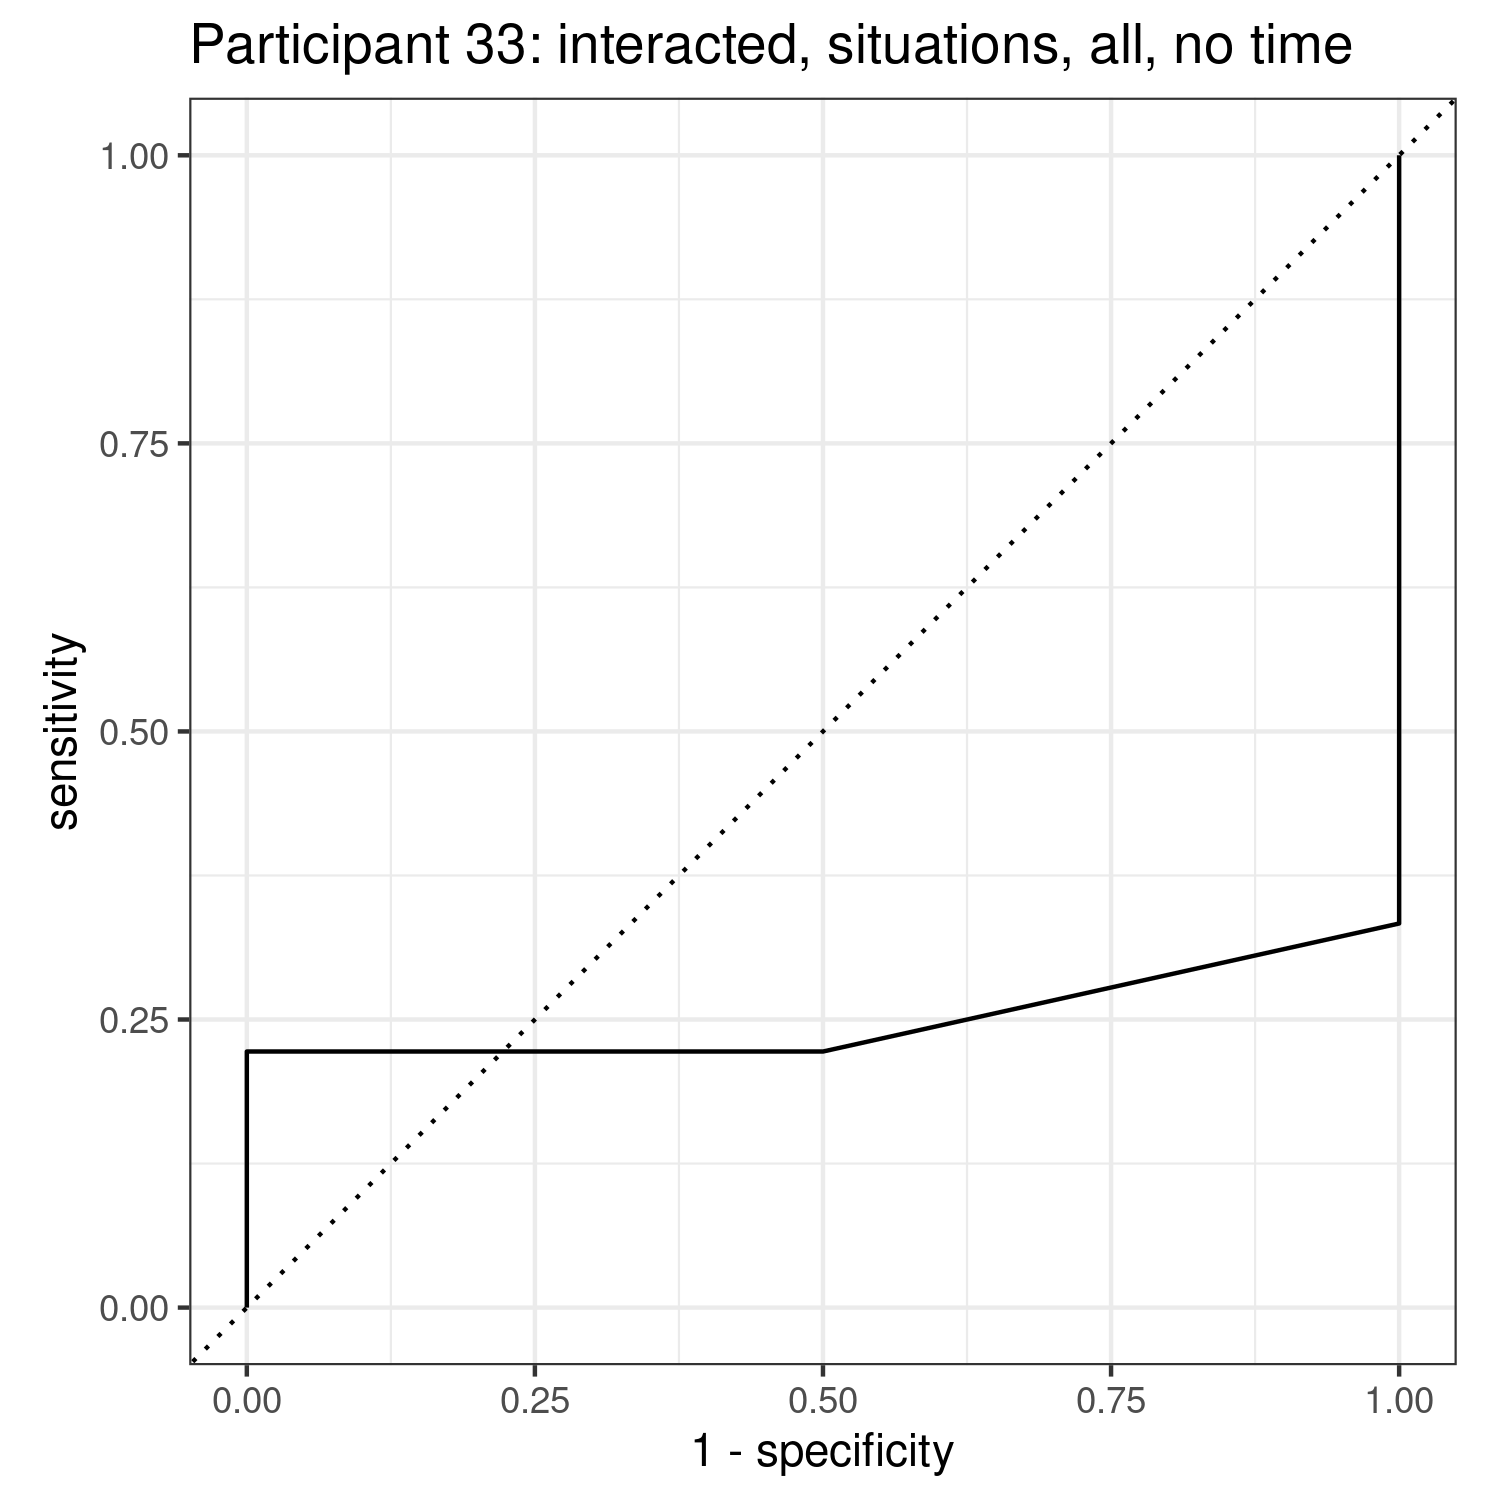 Participant 33: interacted, situations, all, no time
1.00
0.75
0.50
0.25
0.00
sensitivity
0.00 0.25 0.50 0.75 1.00
1 - specificity